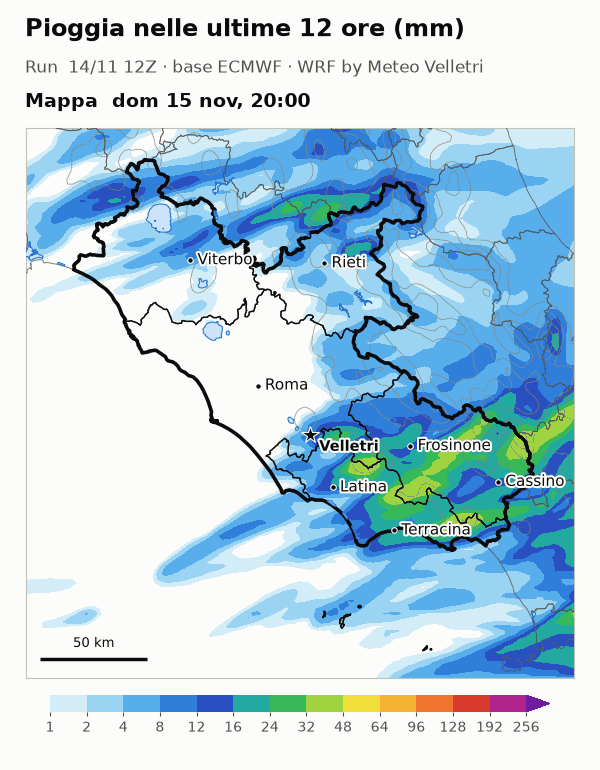 Pioggia nelle ultime 12 ore (mm)
Run  14/11 12Z · base ECMWF · WRF by Meteo Velletri
Mappa  dom 15 nov, 20:00
Viterbo
Rieti
Roma
Velletri
Frosinone
Latina
Cassino
Terracina
50 km
1 2 4 8 12 16 24 32 48 64 96 128 192 256